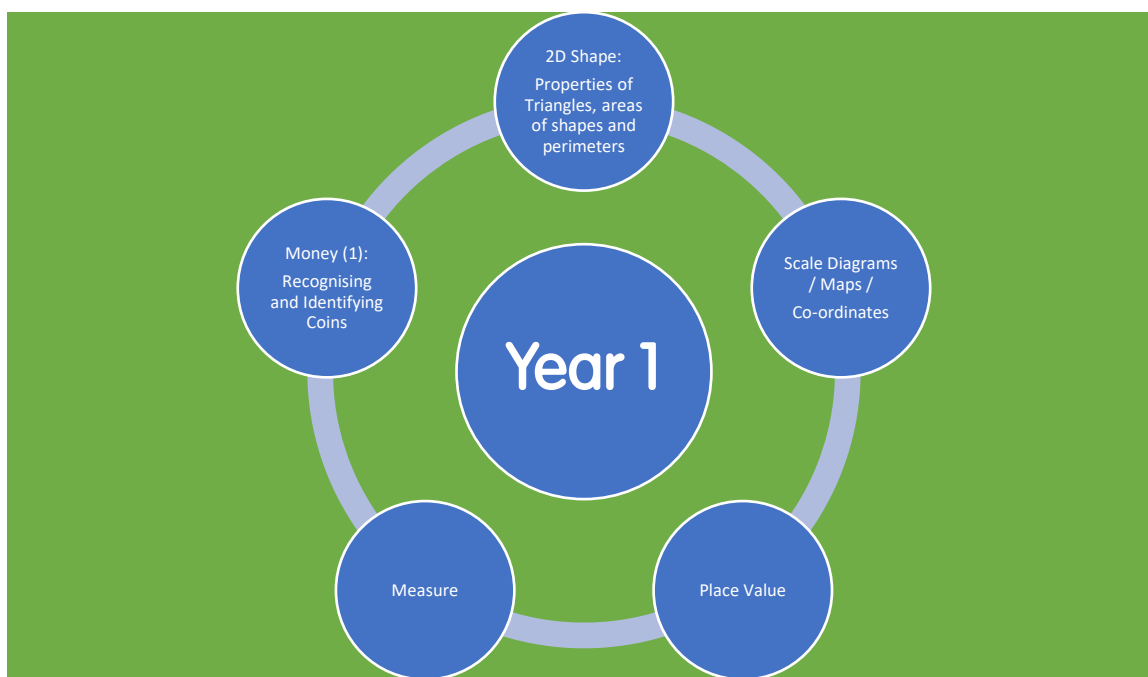 2D Shape:
Properties of
Triangles, areas
of shapes and
perimeters
Scale Diagrams
/ Maps /
Co-ordinates
Place Value
Measure
Money (1):
Recognising
and Identifying
Coins
Year 1